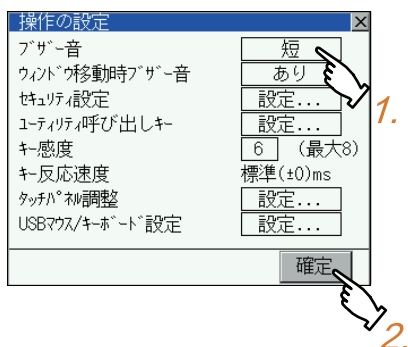 操作の設定 ×
ブザー音 短
ウィンドウ移動時ブザー音 あり
セキュリティ設定 設定...
ユーティリティ呼び出しキー 設定...
キー感度 6 (最大8)
キー反応速度 標準(±0)ms
タッチパネル調整 設定...
USBマウス/キーボード設定 設定...
確定
1.
2.